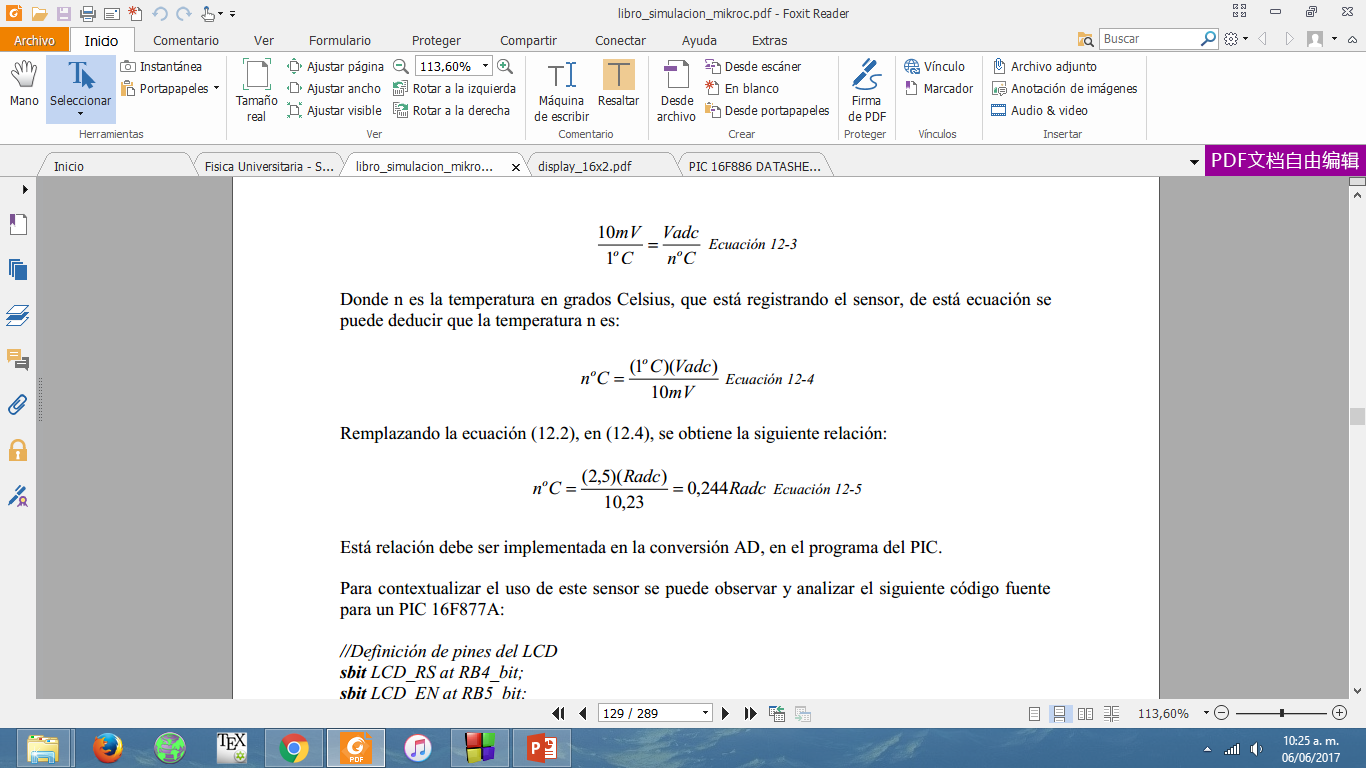 libro_simulacion_mikroc.pdf - Foxit Reader
Archivo Inicio Comentario Ver Formulario Proteger Compartir Conectar Ayuda Extras Buscar
Mano
Seleccionar
Instantánea
Portapapeles
Herramientas
Tamaño
real
Ajustar página
Ajustar ancho
Ajustar visible
113,60%
Rotar a la izquierda
Rotar a la derecha
Ver
Máquina
de escribir
Resaltar
Comentario
Desde
archivo
Desde escáner
En blanco
Desde portapapeles
Crear
Firma
de PDF
Proteger
Vínculo
Marcador
Vínculos
Archivo adjunto
Anotación de imágenes
Audio & video
Insertar
Inicio
Fisica Universitaria - S...
libro_simulacion_mikro...
display_16x2.pdf
PIC 16F886 DATASHE...
PDF文档自由编辑
10mV / 1ºC = Vadc / nºC Ecuación 12-3
Donde n es la temperatura en grados Celsius, que está registrando el sensor, de está ecuación se
puede deducir que la temperatura n es:
nºC = (1ºC)(Vadc) / 10mV Ecuación 12-4
Remplazando la ecuación (12.2), en (12.4), se obtiene la siguiente relación:
nºC = (2,5)(Radc) / 10,23 = 0,244Radc Ecuación 12-5
Está relación debe ser implementada en la conversión AD, en el programa del PIC.
Para contextualizar el uso de este sensor se puede observar y analizar el siguiente código fuente
para un PIC 16F877A:
//Definición de pines del LCD
sbit LCD_RS at RB4_bit;
sbit LCD_EN at RB5_bit;
129 / 289
113,60%
TEX
PDF
10:25 a. m.
06/06/2017